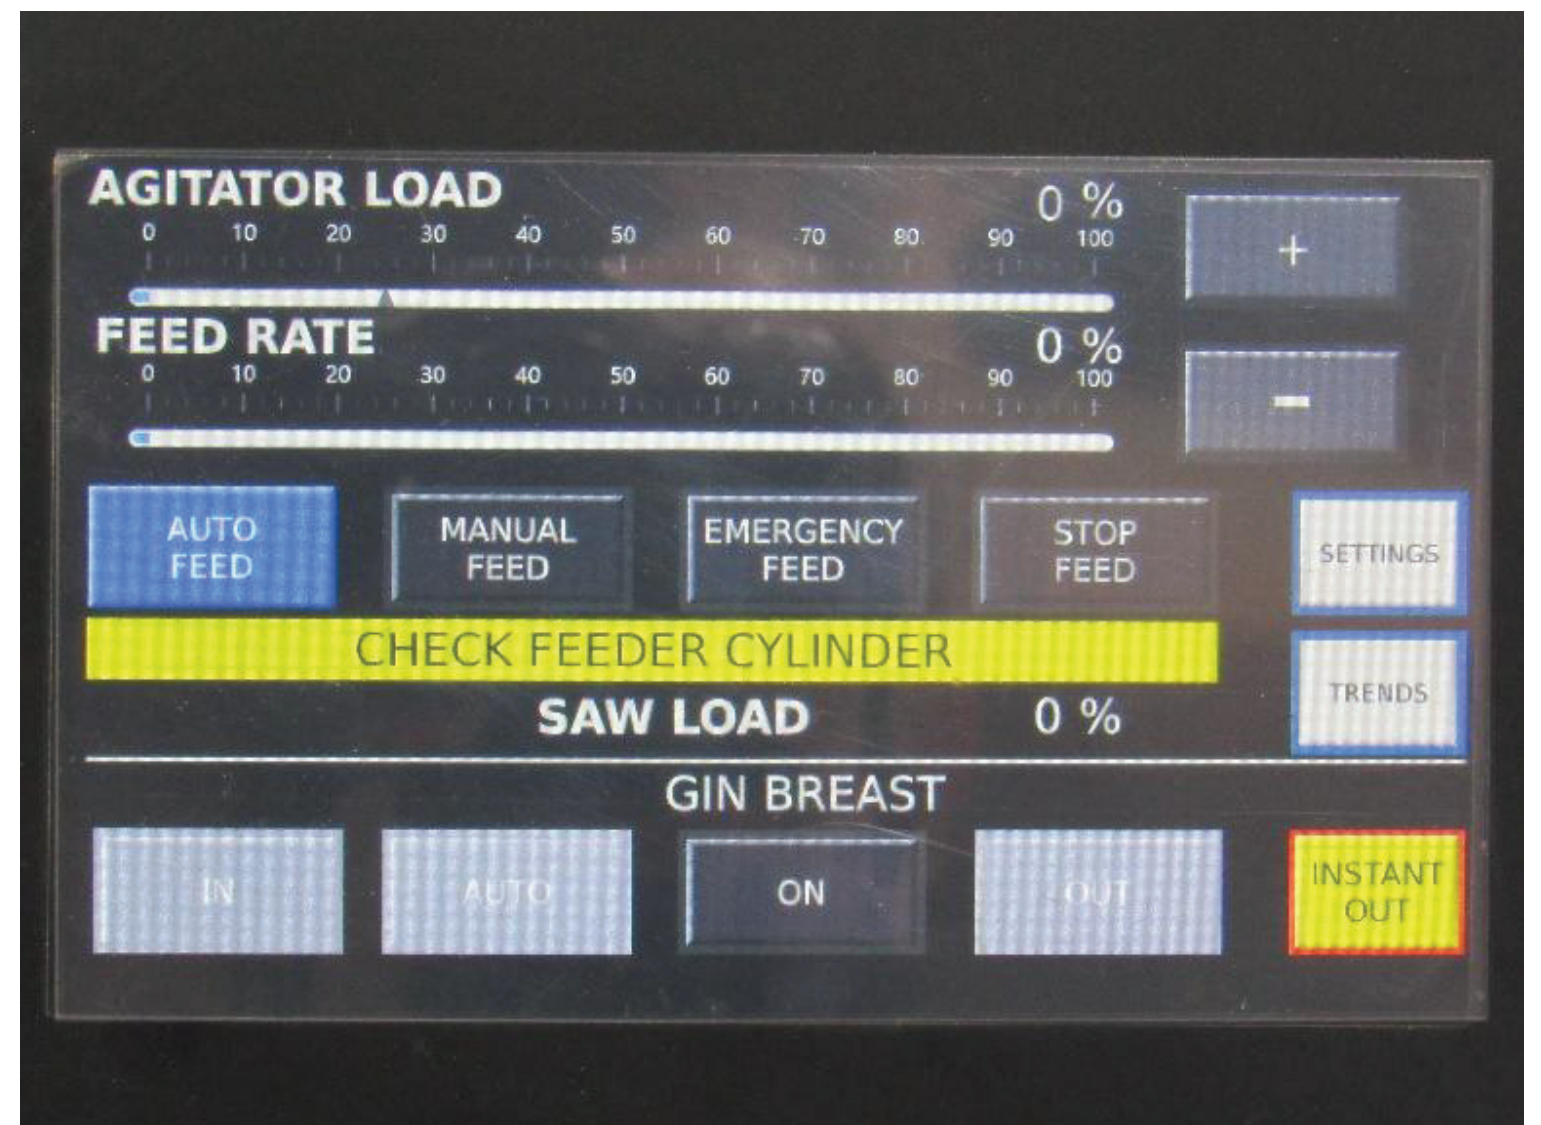 AGITATOR LOAD 0 %
0 10 20 30 40 50 60 70 80 90 100
+
FEED RATE 0 %
0 10 20 30 40 50 60 70 80 90 100
-
AUTO FEED
MANUAL FEED
EMERGENCY FEED
STOP FEED
SETTINGS
CHECK FEEDER CYLINDER
TRENDS
SAW LOAD 0 %
GIN BREAST
IN
AUTO
ON
OUT
INSTANT OUT